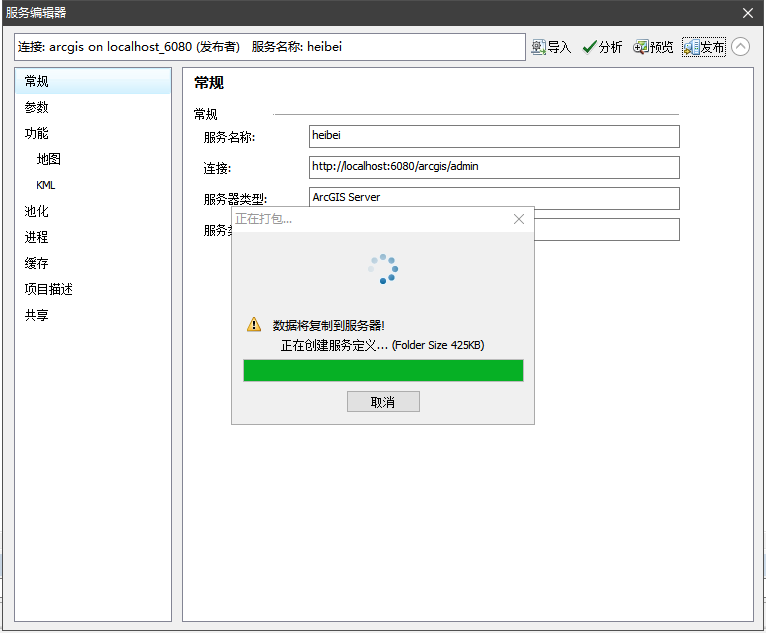 服务编辑器
连接: arcgis on localhost_6080 (发布者)   服务名称: heibei
导入 分析 预览 发布
常规
参数
功能
地图
KML
池化
进程
缓存
项目描述
共享
常规
常规
服务名称: heibei
连接: http://localhost:6080/arcgis/admin
服务器类型: ArcGIS Server
服务
正在打包...
数据将复制到服务器!
正在创建服务定义... (Folder Size 425KB)
取消